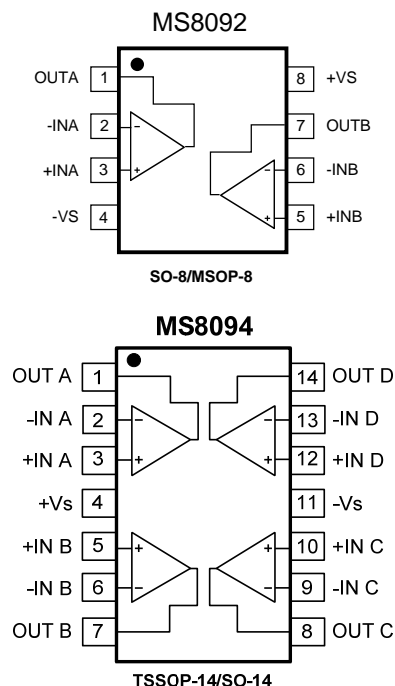 MS8092
OUTA 1 8 +VS
-INA 2 − 7 OUTB
+INA 3 + − 6 -INB
-VS 4 + 5 +INB
SO-8/MSOP-8
MS8094
OUT A 1 14 OUT D
-IN A 2 − − 13 -IN D
+IN A 3 + + 12 +IN D
+Vs 4 11 -Vs
+IN B 5 + + 10 +IN C
-IN B 6 − − 9 -IN C
OUT B 7 8 OUT C
TSSOP-14/SO-14